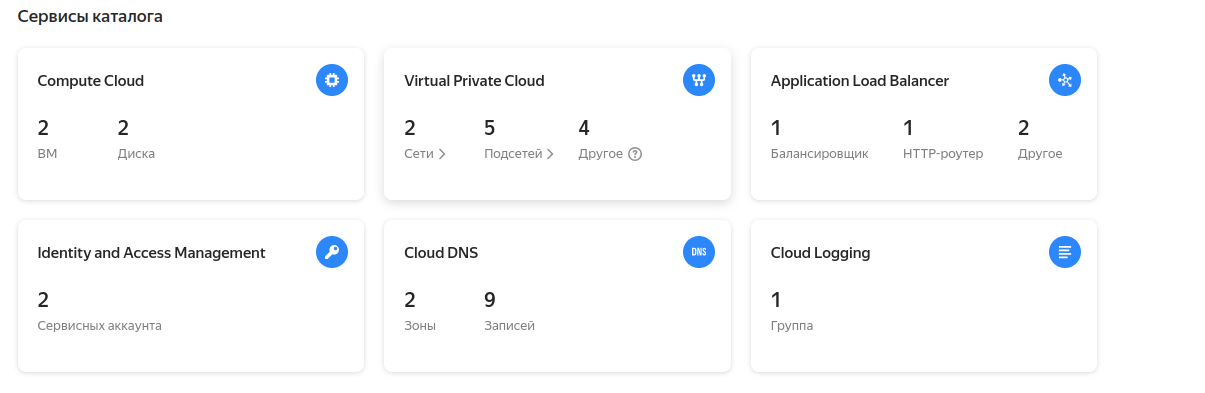 Сервисы каталога
Compute Cloud
2
2
ВМ
Диска
Virtual Private Cloud
2
5
4
Сети
Подсетей
Другое
Application Load Balancer
1
1
2
Балансировщик
HTTP-роутер
Другое
Identity and Access Management
2
Сервисных аккаунта
Cloud DNS
DNS
2
9
Зоны
Записей
Cloud Logging
1
Группа